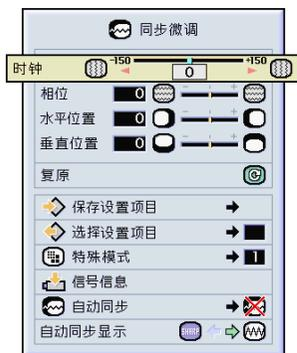 同步微调
时钟 -150 0 +150
相位 0 - +
水平位置 0 - +
垂直位置 0 - +
复原
保存设置项目
选择设置项目
特殊模式 1
信号信息
自动同步
自动同步显示 SHARP